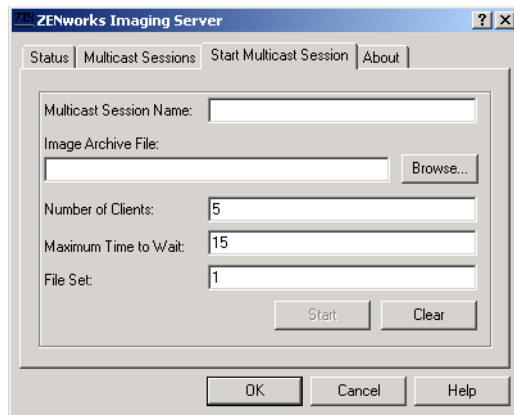 ZIS ZENworks Imaging Server
Status Multicast Sessions Start Multicast Session About
Multicast Session Name:
Image Archive File:
Browse...
Number of Clients: 5
Maximum Time to Wait: 15
File Set: 1
Start Clear
OK Cancel Help